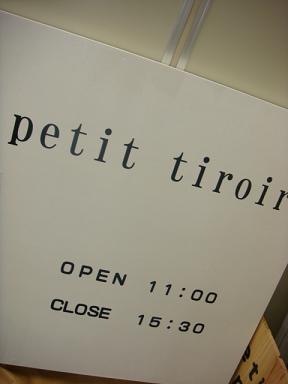 petit tiroir
OPEN 11:00
CLOSE 15:30